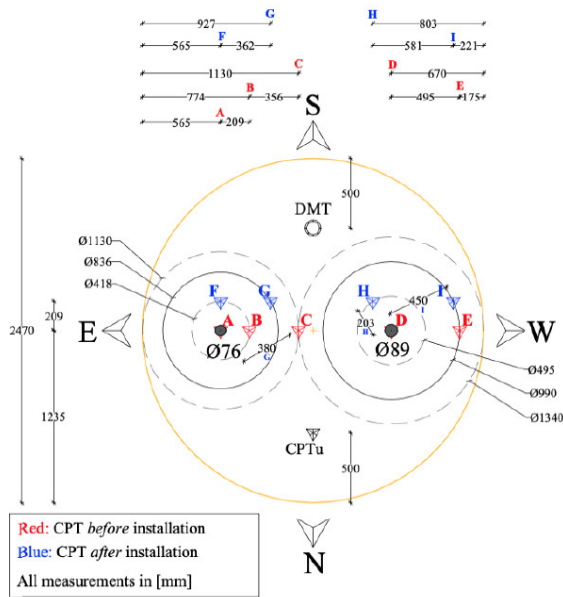 927 G H 803
F I
565 362 581 221
C D
1130 670
B E
774 356 495 175
A
565 209
S
500
DMT
Ø1130
Ø836
Ø418
F G H I
450
209
2470
E A B C D E W
203
I
H
Ø76 380 Ø89
G
Ø495
Ø990
Ø1340
1235
CPTu
500
N
Red: CPT before installation
Blue: CPT after installation
All measurements in [mm]